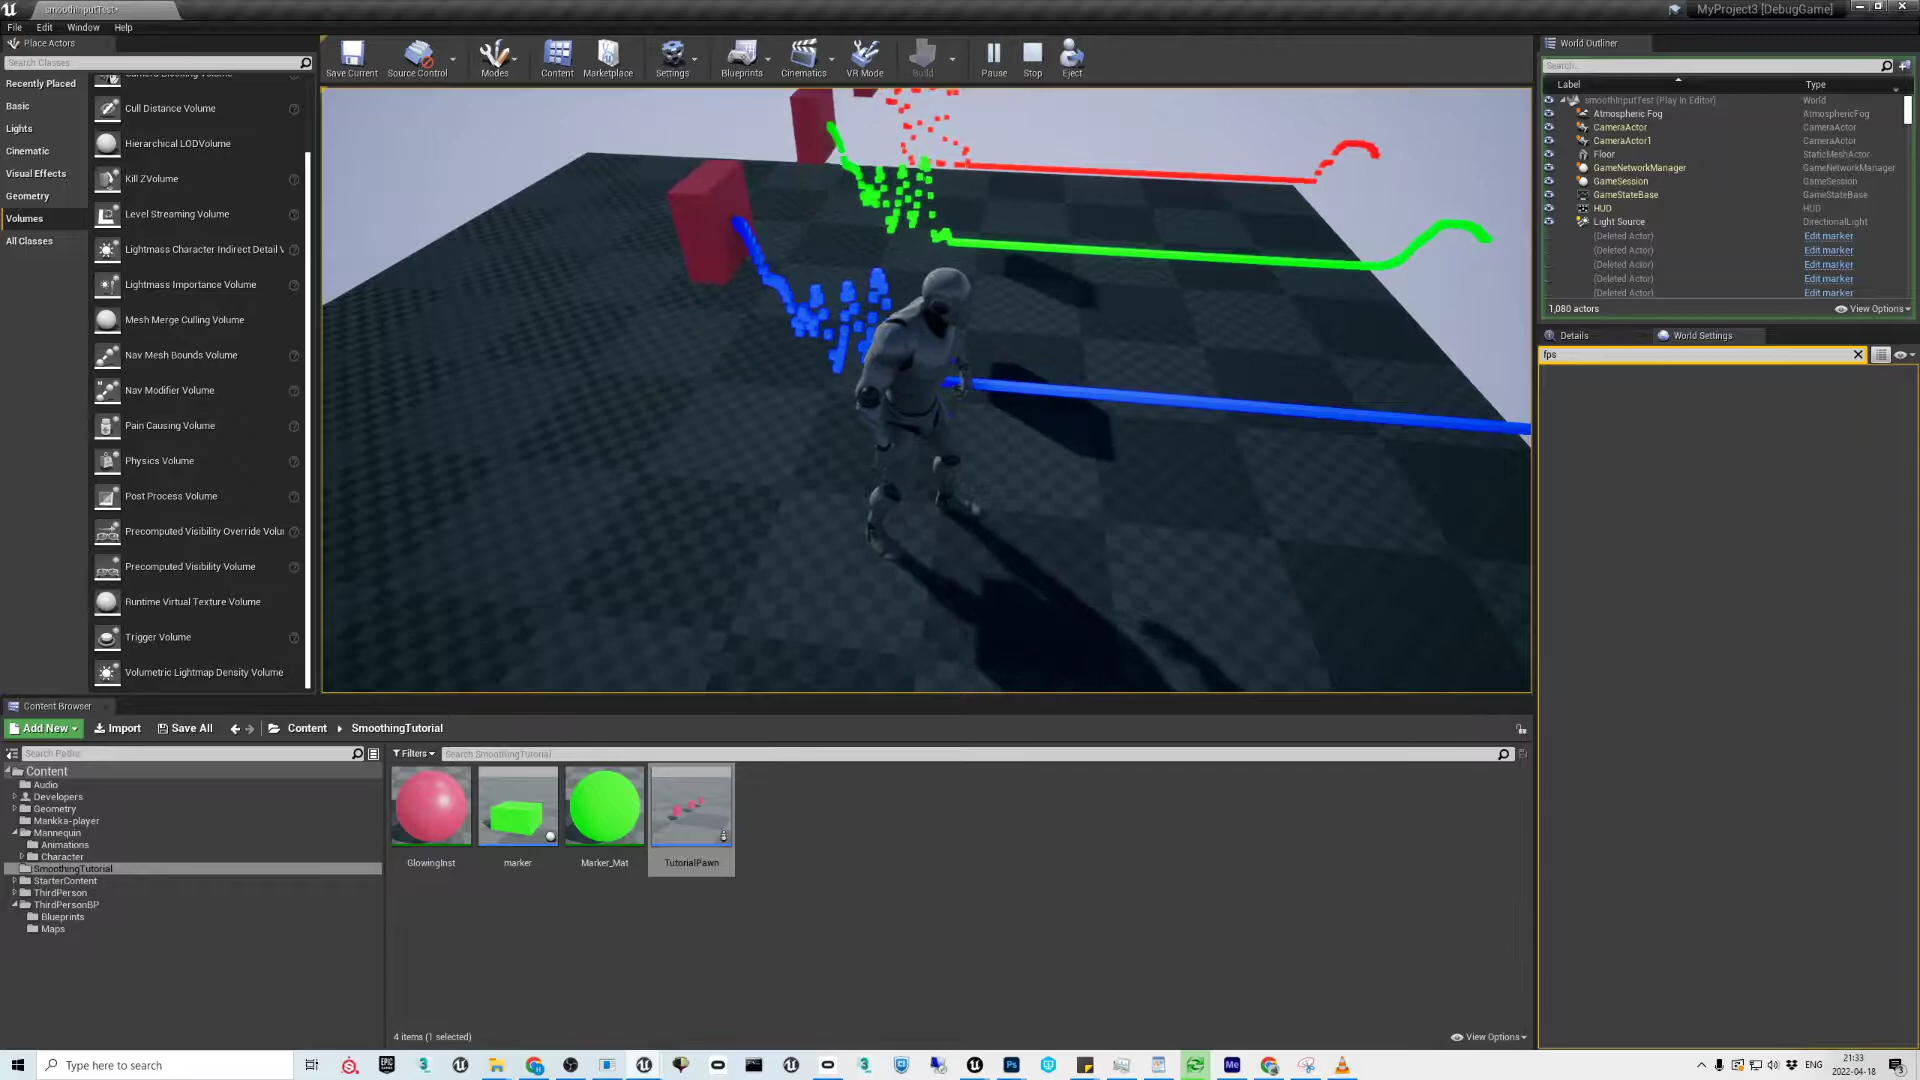 smoothInputTest*
MyProject3 [DebugGame]
File Edit Window Help
Place Actors
Search Classes
Recently Placed
Basic
Lights
Cinematic
Visual Effects
Geometry
Volumes
All Classes
Cull Distance Volume
Hierarchical LODVolume
Kill ZVolume
Level Streaming Volume
Lightmass Character Indirect Detail V
Lightmass Importance Volume
Mesh Merge Culling Volume
Nav Mesh Bounds Volume
Nav Modifier Volume
Pain Causing Volume
Physics Volume
Post Process Volume
Precomputed Visibility Override Volu
Precomputed Visibility Volume
Runtime Virtual Texture Volume
Trigger Volume
Volumetric Lightmap Density Volume
Save Current
Source Control
Modes
Content
Marketplace
Settings
Blueprints
Cinematics
VR Mode
Build
Pause
Stop
Eject
World Outliner
Search...
Label Type
smoothInputTest (Play In Editor) World
Atmospheric Fog AtmosphericFog
CameraActor CameraActor
CameraActor1 CameraActor
Floor StaticMeshActor
GameNetworkManager GameNetworkManager
GameSession GameSession
GameStateBase GameStateBase
HUD HUD
Light Source DirectionalLight
(Deleted Actor) Edit marker
(Deleted Actor) Edit marker
(Deleted Actor) Edit marker
(Deleted Actor) Edit marker
(Deleted Actor) Edit marker
1,080 actors View Options
Details World Settings
fps
Content Browser
Add New Import Save All Content SmoothingTutorial
Search Paths
Filters Search SmoothingTutorial
Content
Audio
Developers
Geometry
Mankka-player
Mannequin
Animations
Character
SmoothingTutorial
StarterContent
ThirdPerson
ThirdPersonBP
Blueprints
Maps
GlowingInst
marker
Marker_Mat
TutorialPawn
4 items (1 selected) View Options
Type here to search
ENG
21:33
2022-04-18